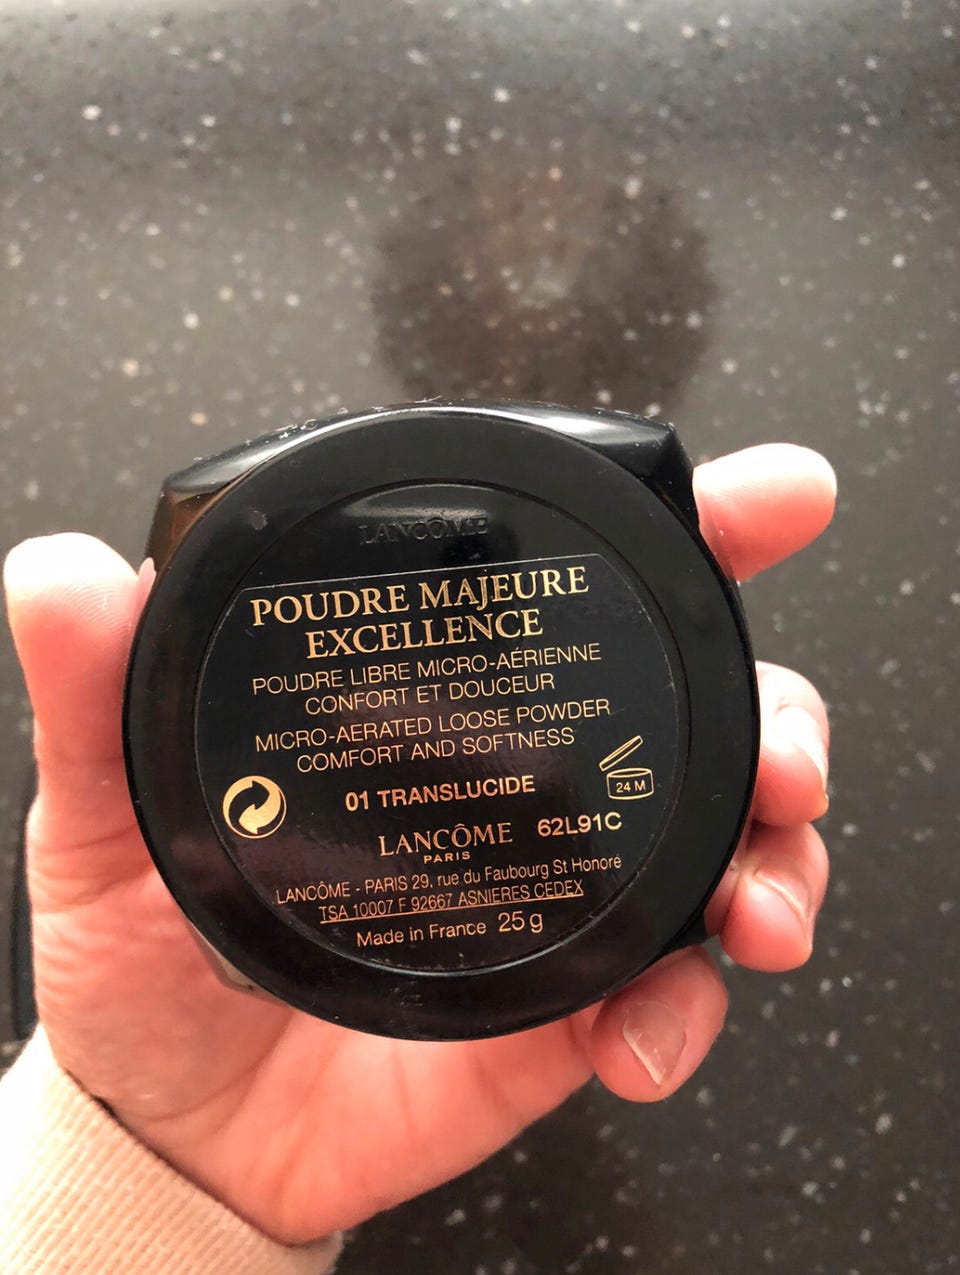 LANCÔME
POUDRE MAJEURE
EXCELLENCE
POUDRE LIBRE MICRO-AÉRIENNE
CONFORT ET DOUCEUR
MICRO-AERATED LOOSE POWDER
COMFORT AND SOFTNESS
24 M
01 TRANSLUCIDE
LANCÔME 62L91C
PARIS
LANCÔME - PARIS 29, rue du Faubourg St Honoré
TSA 10007 F 92667 ASNIERES CEDEX
Made in France 25 g